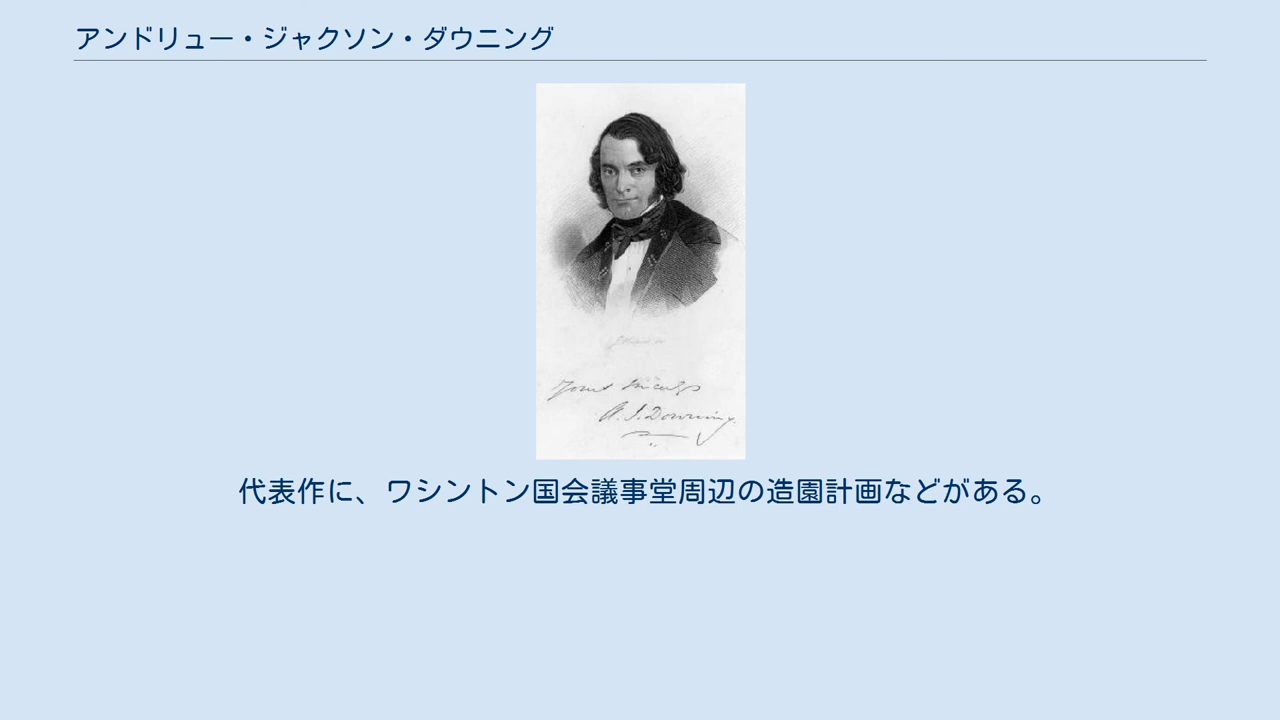 アンドリュー・ジャクソン・ダウニング
A. J. Downing
代表作に、ワシントン国会議事堂周辺の造園計画などがある。